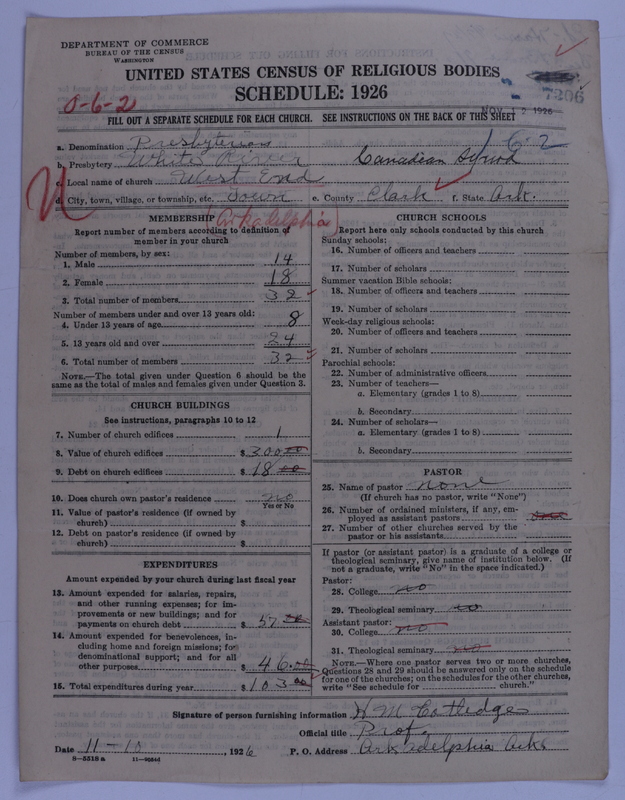 DEPARTMENT OF COMMERCE
BUREAU OF THE CENSUS
WASHINGTON
UNITED STATES CENSUS OF RELIGIOUS BODIES
SCHEDULE: 1926
7206
0-6-2
NOV 12 1926
FILL OUT A SEPARATE SCHEDULE FOR EACH CHURCH. SEE INSTRUCTIONS ON THE BACK OF THIS SHEET
162
a. Denomination Presbyterian
b. Presbytery White River Canadian Synod
c. Local name of church West End
d. City, town, village, or township, etc. Town e. County Clark f. State Ark.
Arkadelphia
MEMBERSHIP
Report number of members according to definition of
member in your church
Number of members, by sex:
1. Male 14
2. Female 18
3. Total number of members 32
Number of members under and over 13 years old:
4. Under 13 years of age 8
5. 13 years old and over 24
6. Total number of members 32
NOTE.—The total given under Question 6 should be
the same as the total of males and females given under Question 3.
CHURCH BUILDINGS
See instructions, paragraphs 10 to 12
7. Number of church edifices 1
8. Value of church edifices $ 300 00
9. Debt on church edifices $ 18 00
10. Does church own pastor's residence no
Yes or No
11. Value of pastor's residence (if owned by
church) $
12. Debt on pastor's residence (if owned by
church) $
EXPENDITURES
Amount expended by your church during last fiscal year
13. Amount expended for salaries, repairs,
and other running expenses; for im-
provements or new buildings; and for
payments on church debt $ 57.00
14. Amount expended for benevolences, in-
cluding home and foreign missions; for
denominational support; and for all
other purposes $ 46.00
15. Total expenditures during year $ 103 00
CHURCH SCHOOLS
Report here only schools conducted by this church
Sunday schools:
16. Number of officers and teachers
17. Number of scholars
Summer vacation Bible schools:
18. Number of officers and teachers
19. Number of scholars
Week-day religious schools:
20. Number of officers and teachers
21. Number of scholars
Parochial schools:
22. Number of administrative officers
23. Number of teachers—
a. Elementary (grades 1 to 8)
b. Secondary
24. Number of scholars—
a. Elementary (grades 1 to 8)
b. Secondary
PASTOR
25. Name of pastor none
(If church has no pastor, write "None")
26. Number of ordained ministers, if any, em-
ployed as assistant pastors
27. Number of other churches served by the
pastor or his assistants
If pastor (or assistant pastor) is a graduate of a college or
theological seminary, give name of institution below. (If
not a graduate, write "No" in the space indicated.)
Pastor:
28. College no
29. Theological seminary no
Assistant pastor:
30. College no
31. Theological seminary no
NOTE.—Where one pastor serves two or more churches,
Questions 28 and 29 should be answered only on the schedule
for one of the churches; on the schedules for the other churches,
write "See schedule for church."
Signature of person furnishing information H M Cotledge
Official title Prof.
Date 11-10, 1926 P. O. Address Arkadelphia Ark
8-5518 a